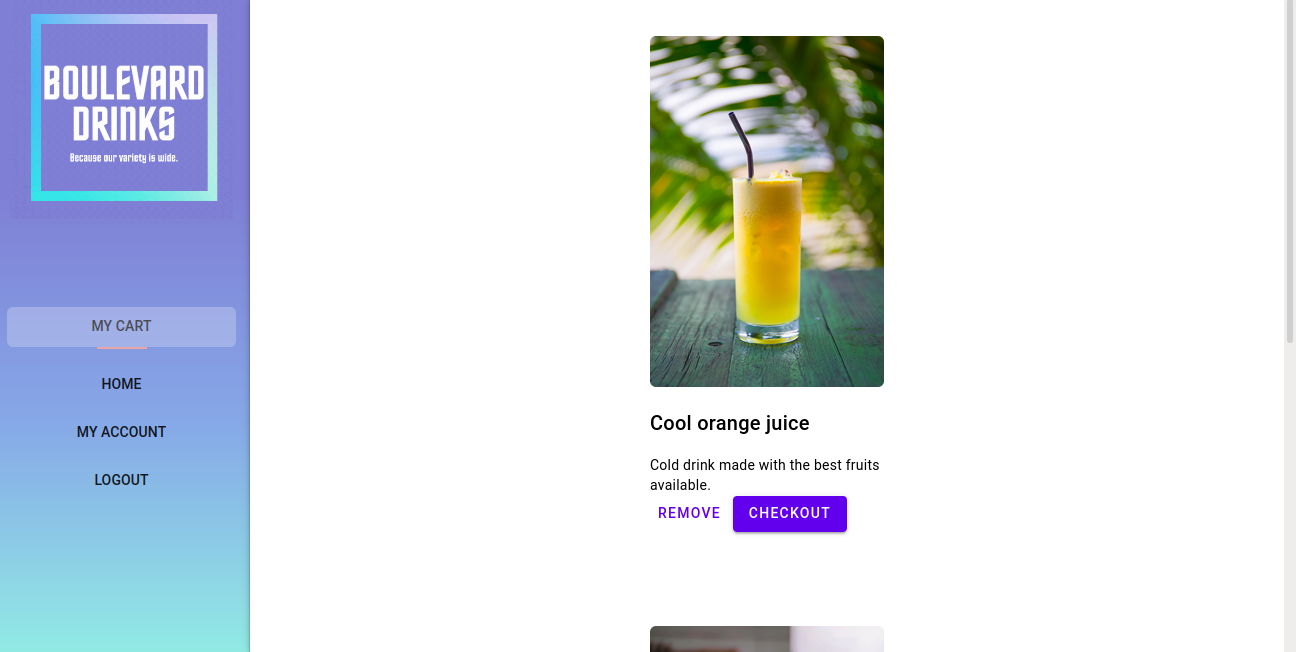 BOULEVARD
DRINKS
Because our variety is wide.
MY CART
HOME
MY ACCOUNT
LOGOUT
Cool orange juice
Cold drink made with the best fruits
available.
REMOVE CHECKOUT